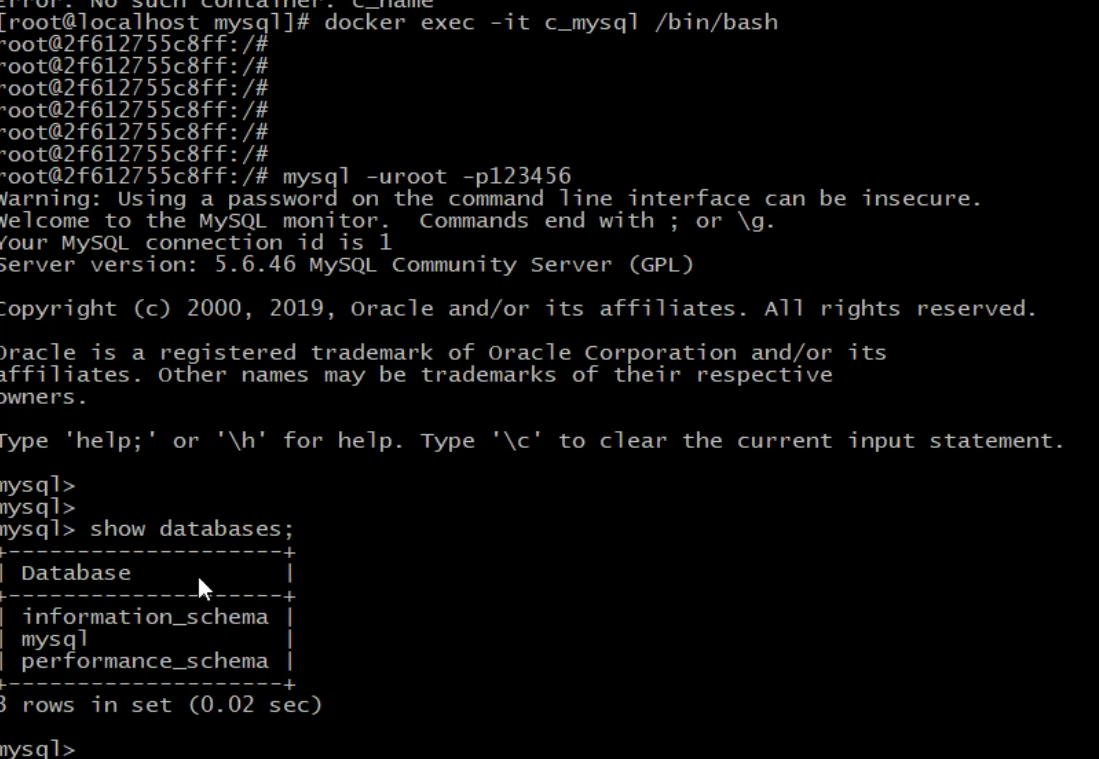 Error: No such container: c_name
[root@localhost mysql]# docker exec -it c_mysql /bin/bash
root@2f612755c8ff:/#
root@2f612755c8ff:/#
root@2f612755c8ff:/#
root@2f612755c8ff:/#
root@2f612755c8ff:/#
root@2f612755c8ff:/#
root@2f612755c8ff:/# mysql -uroot -p123456
Warning: Using a password on the command line interface can be insecure.
Welcome to the MySQL monitor.  Commands end with ; or \g.
Your MySQL connection id is 1
Server version: 5.6.46 MySQL Community Server (GPL)

Copyright (c) 2000, 2019, Oracle and/or its affiliates. All rights reserved.

Oracle is a registered trademark of Oracle Corporation and/or its
affiliates. Other names may be trademarks of their respective
owners.

Type 'help;' or '\h' for help. Type '\c' to clear the current input statement.

mysql>
mysql>
mysql> show databases;
+--------------------+
| Database           |
+--------------------+
| information_schema |
| mysql              |
| performance_schema |
+--------------------+
3 rows in set (0.02 sec)

mysql>